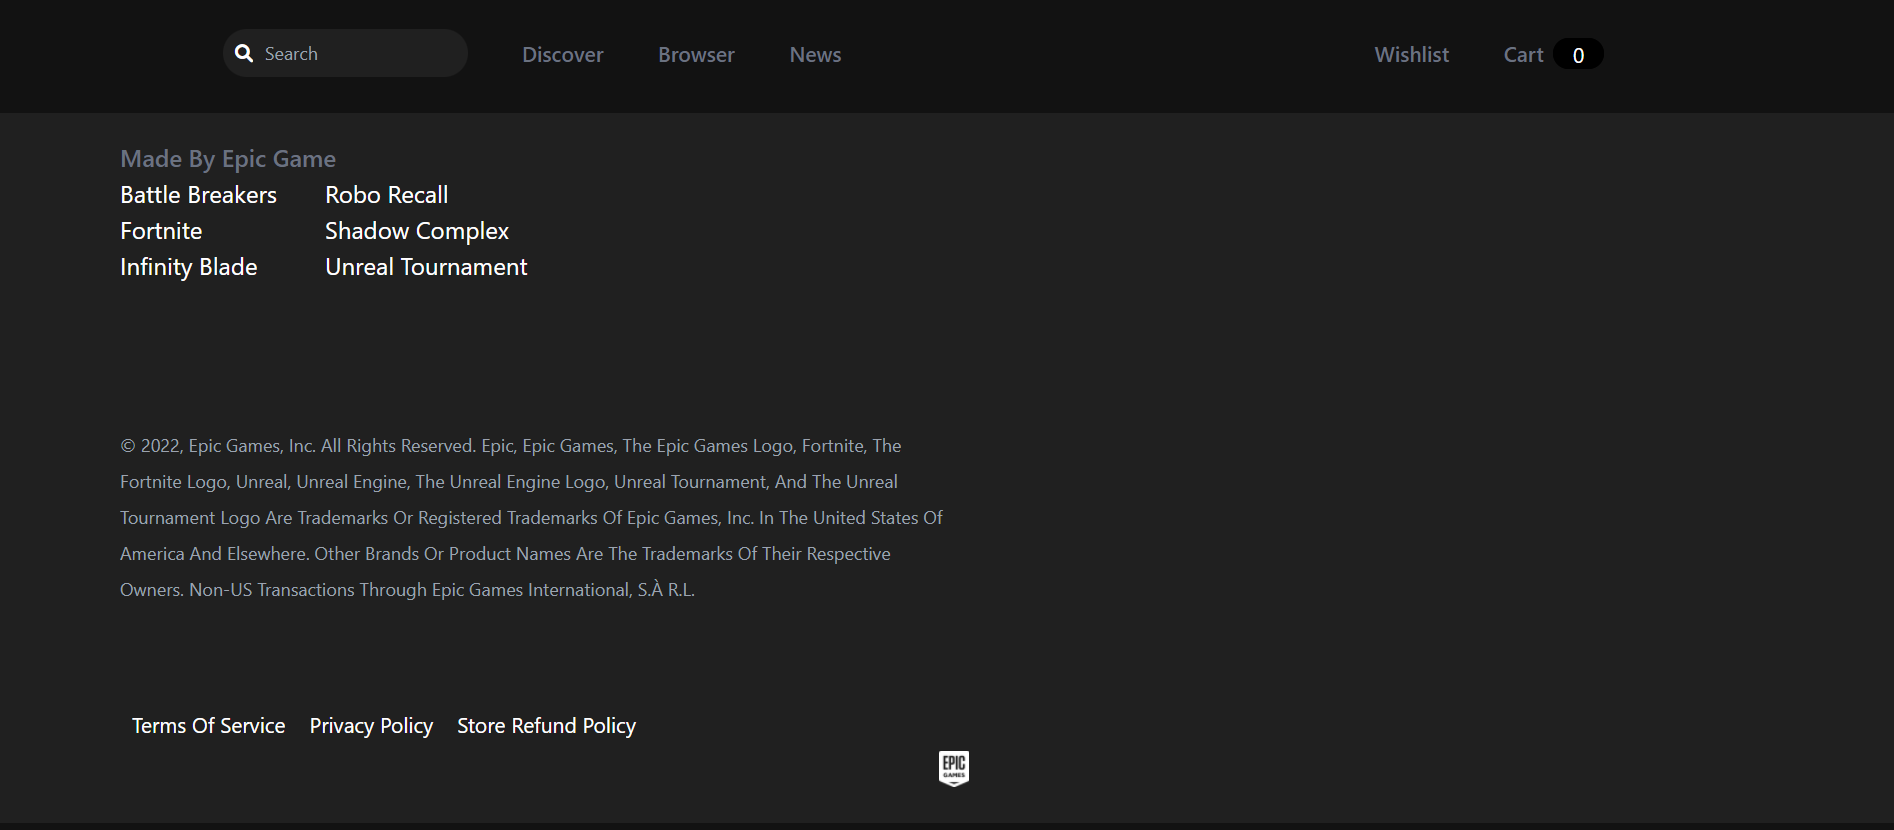 Search Discover Browser News Wishlist Cart 0
Made By Epic Game
Battle Breakers Robo Recall
Fortnite Shadow Complex
Infinity Blade Unreal Tournament
© 2022, Epic Games, Inc. All Rights Reserved. Epic, Epic Games, The Epic Games Logo, Fortnite, The
Fortnite Logo, Unreal, Unreal Engine, The Unreal Engine Logo, Unreal Tournament, And The Unreal
Tournament Logo Are Trademarks Or Registered Trademarks Of Epic Games, Inc. In The United States Of
America And Elsewhere. Other Brands Or Product Names Are The Trademarks Of Their Respective
Owners. Non-US Transactions Through Epic Games International, S.À R.L.
Terms Of Service Privacy Policy Store Refund Policy
EPIC
GAMES